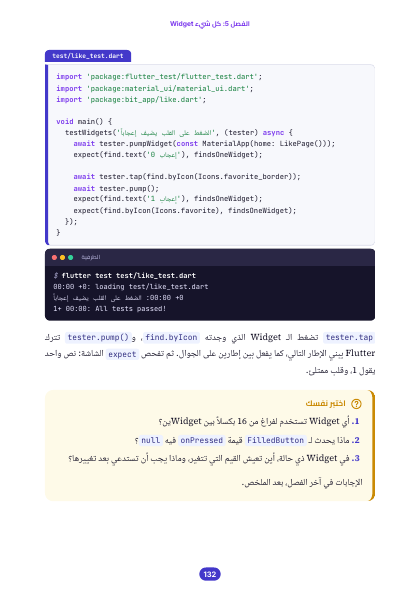 الفصل 5: كل شيء Widget
test/like_test.dart
import 'package:flutter_test/flutter_test.dart';
import 'package:material_ui/material_ui.dart';
import 'package:bit_app/like.dart';
void main() {
testWidgets('الضغط على القلب يضيف إعجاباً', (tester) async {
await tester.pumpWidget(const MaterialApp(home: LikePage()));
expect(find.text('0 إعجاب'), findsOneWidget);
await tester.tap(find.byIcon(Icons.favorite_border));
await tester.pump();
expect(find.text('1 إعجاب'), findsOneWidget);
expect(find.byIcon(Icons.favorite), findsOneWidget);
});
}
الطرفية
$ flutter test test/like_test.dart
00:00 +0: loading test/like_test.dart
00:00 +0: الضغط على القلب يضيف إعجاباً
00:00 +1: All tests passed!
tester.tap تضغط الـ Widget الذي وجدته find.byIcon، و tester.pump() تترك
Flutter يبني الإطار التالي، كما يفعل بين إطارين على الجوال. ثم تفحص expect الشاشة: نص واحد
يقول 1، وقلب ممتلئ.
اختبر نفسك
1. أي Widget تستخدم لفراغ من 16 بكسلاً بين Widgetين؟
2. ماذا يحدث لـ FilledButton قيمة onPressed فيه null ؟
3. في Widget ذي حالة، أين تعيش القيم التي تتغير، وماذا يجب أن تستدعي بعد تغييرها؟
الإجابات في آخر الفصل، بعد الملخص.
132